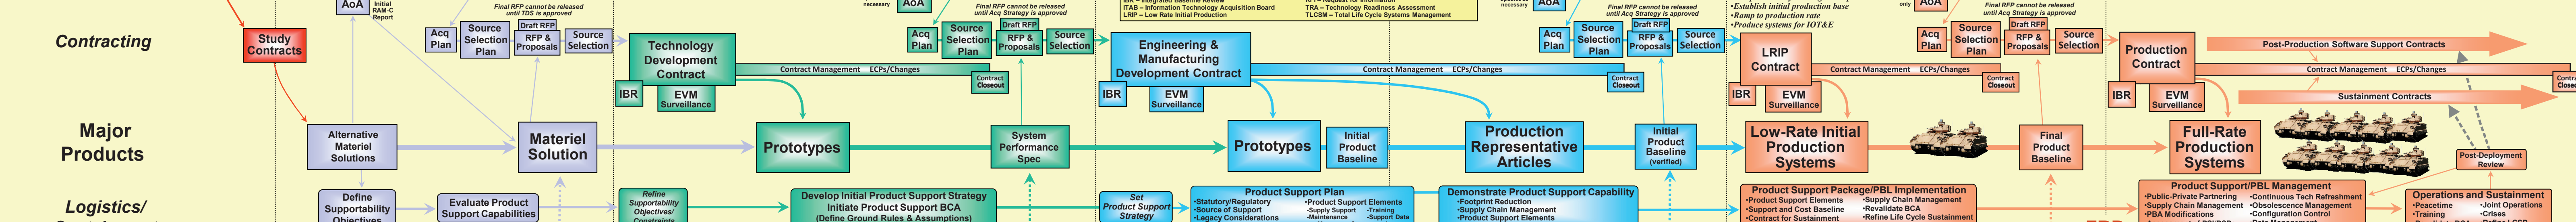 AoA
Initial
RAM-C
Report
Final RFP cannot be released
until TDS is approved
necessary
AoA
Final RFP cannot be released
until Acq Strategy is approved
IBR – Integrated Baseline Review
ITAB – Information Technology Acquisition Board
LRIP – Low Rate Initial Production
RFI – Request for Information
TRA – Technology Readiness Assessment
TLCSM – Total Life Cycle Systems Management
necessary
AoA
Final RFP cannot be released
until Acq Strategy is approved
•Establish initial production base
•Ramp to production rate
•Produce systems for IOT&E
only
AoA
Final RFP cannot be released
until Acq Strategy is approved
Contracting
Study
Contracts
Acq
Plan
Source
Selection
Plan
Draft RFP
RFP &
Proposals
Source
Selection
Technology
Development
Contract
IBR
EVM
Surveillance
Contract Management ECPs/Changes
Contract
Closeout
Acq
Plan
Source
Selection
Plan
Draft RFP
RFP &
Proposals
Source
Selection
Engineering &
Manufacturing
Development Contract
IBR
EVM
Surveillance
Contract Management ECPs/Changes
Contract
Closeout
Acq
Plan
Source
Selection
Plan
Draft RFP
RFP &
Proposals
Source
Selection
LRIP
Contract
IBR
EVM
Surveillance
Contract Management ECPs/Changes
Contract
Closeout
Acq
Plan
Source
Selection
Plan
Draft RFP
RFP &
Proposals
Source
Selection
Production
Contract
IBR
EVM
Surveillance
Post-Production Software Support Contracts
Contract Management ECPs/Changes
Sustainment Contracts
Major
Products
Alternative
Materiel
Solutions
Materiel
Solution
Prototypes
System
Performance
Spec
Prototypes
Initial
Product
Baseline
Production
Representative
Articles
Initial
Product
Baseline
(verified)
Low-Rate Initial
Production
Systems
Final
Product
Baseline
Full-Rate
Production
Systems
Post-Deployment
Review
Logistics/
Define
Supportability
Objectives
Evaluate Product
Support Capabilities
Refine
Supportability
Objectives/
Constraints
Develop Initial Product Support Strategy
Initiate Product Support BCA
(Define Ground Rules & Assumptions)
Set
Product Support
Strategy
Product Support Plan
•Statutory/Regulatory
•Source of Support
•Legacy Considerations
•Product Support Elements
-Supply Support -Training
-Maintenance -Support Data
Demonstrate Product Support Capability
•Footprint Reduction
•Supply Chain Management
•Product Support Elements
Product Support Package/PBL Implementation
•Product Support Elements
•Support and Cost Baseline
•Contract for Sustainment
•Supply Chain Management
•Revalidate BCA
•Refine Life Cycle Sustainment
Product Support/PBL Management
•Public-Private Partnering
•Supply Chain Management
•PBA Modifications
•Continuous Tech Refreshment
•Obsolescence Management
•Configuration Control
Operations and Sustainment
•Peacetime
•Training
•Joint Operations
•Crises